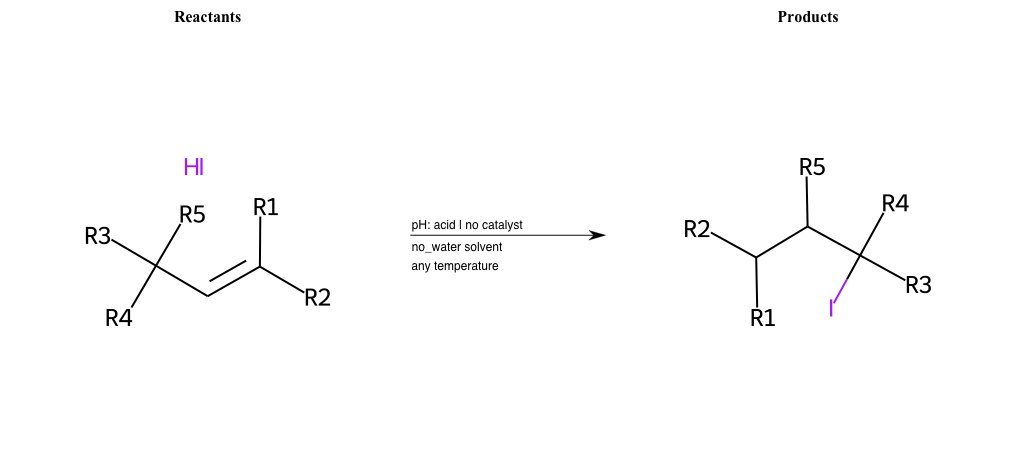 Reactants
Products
HI
R5
R1
R3
R4
R2
pH: acid | no catalyst
no_water solvent
any temperature
R5
R4
R2
R3
I
R1